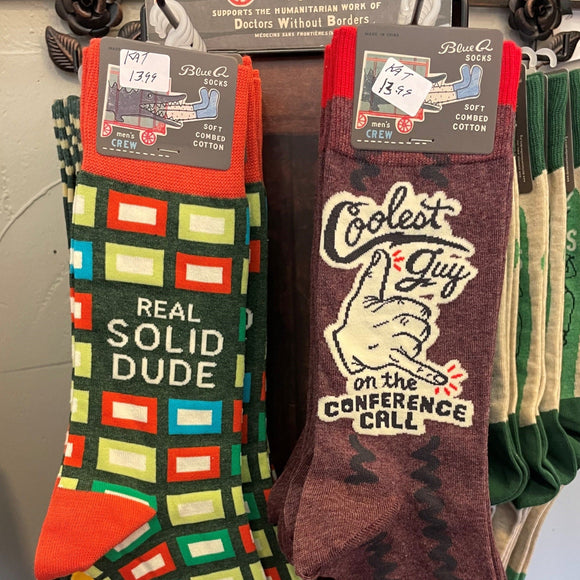 SUPPORTS THE HUMANITARIAN WORK OF
Doctors Without Borders
MÉDECINS SANS FRONTIÈRES
KAT
13.99
Blue Q
SOCKS
SOFT
COMBED
COTTON
men's
CREW
REAL
SOLID
DUDE
MADE IN CHINA
KAT
13.99
Blue Q
SOCKS
SOFT
COMBED
COTTON
men's
CREW
Coolest
guy
on the
CONFERENCE
CALL